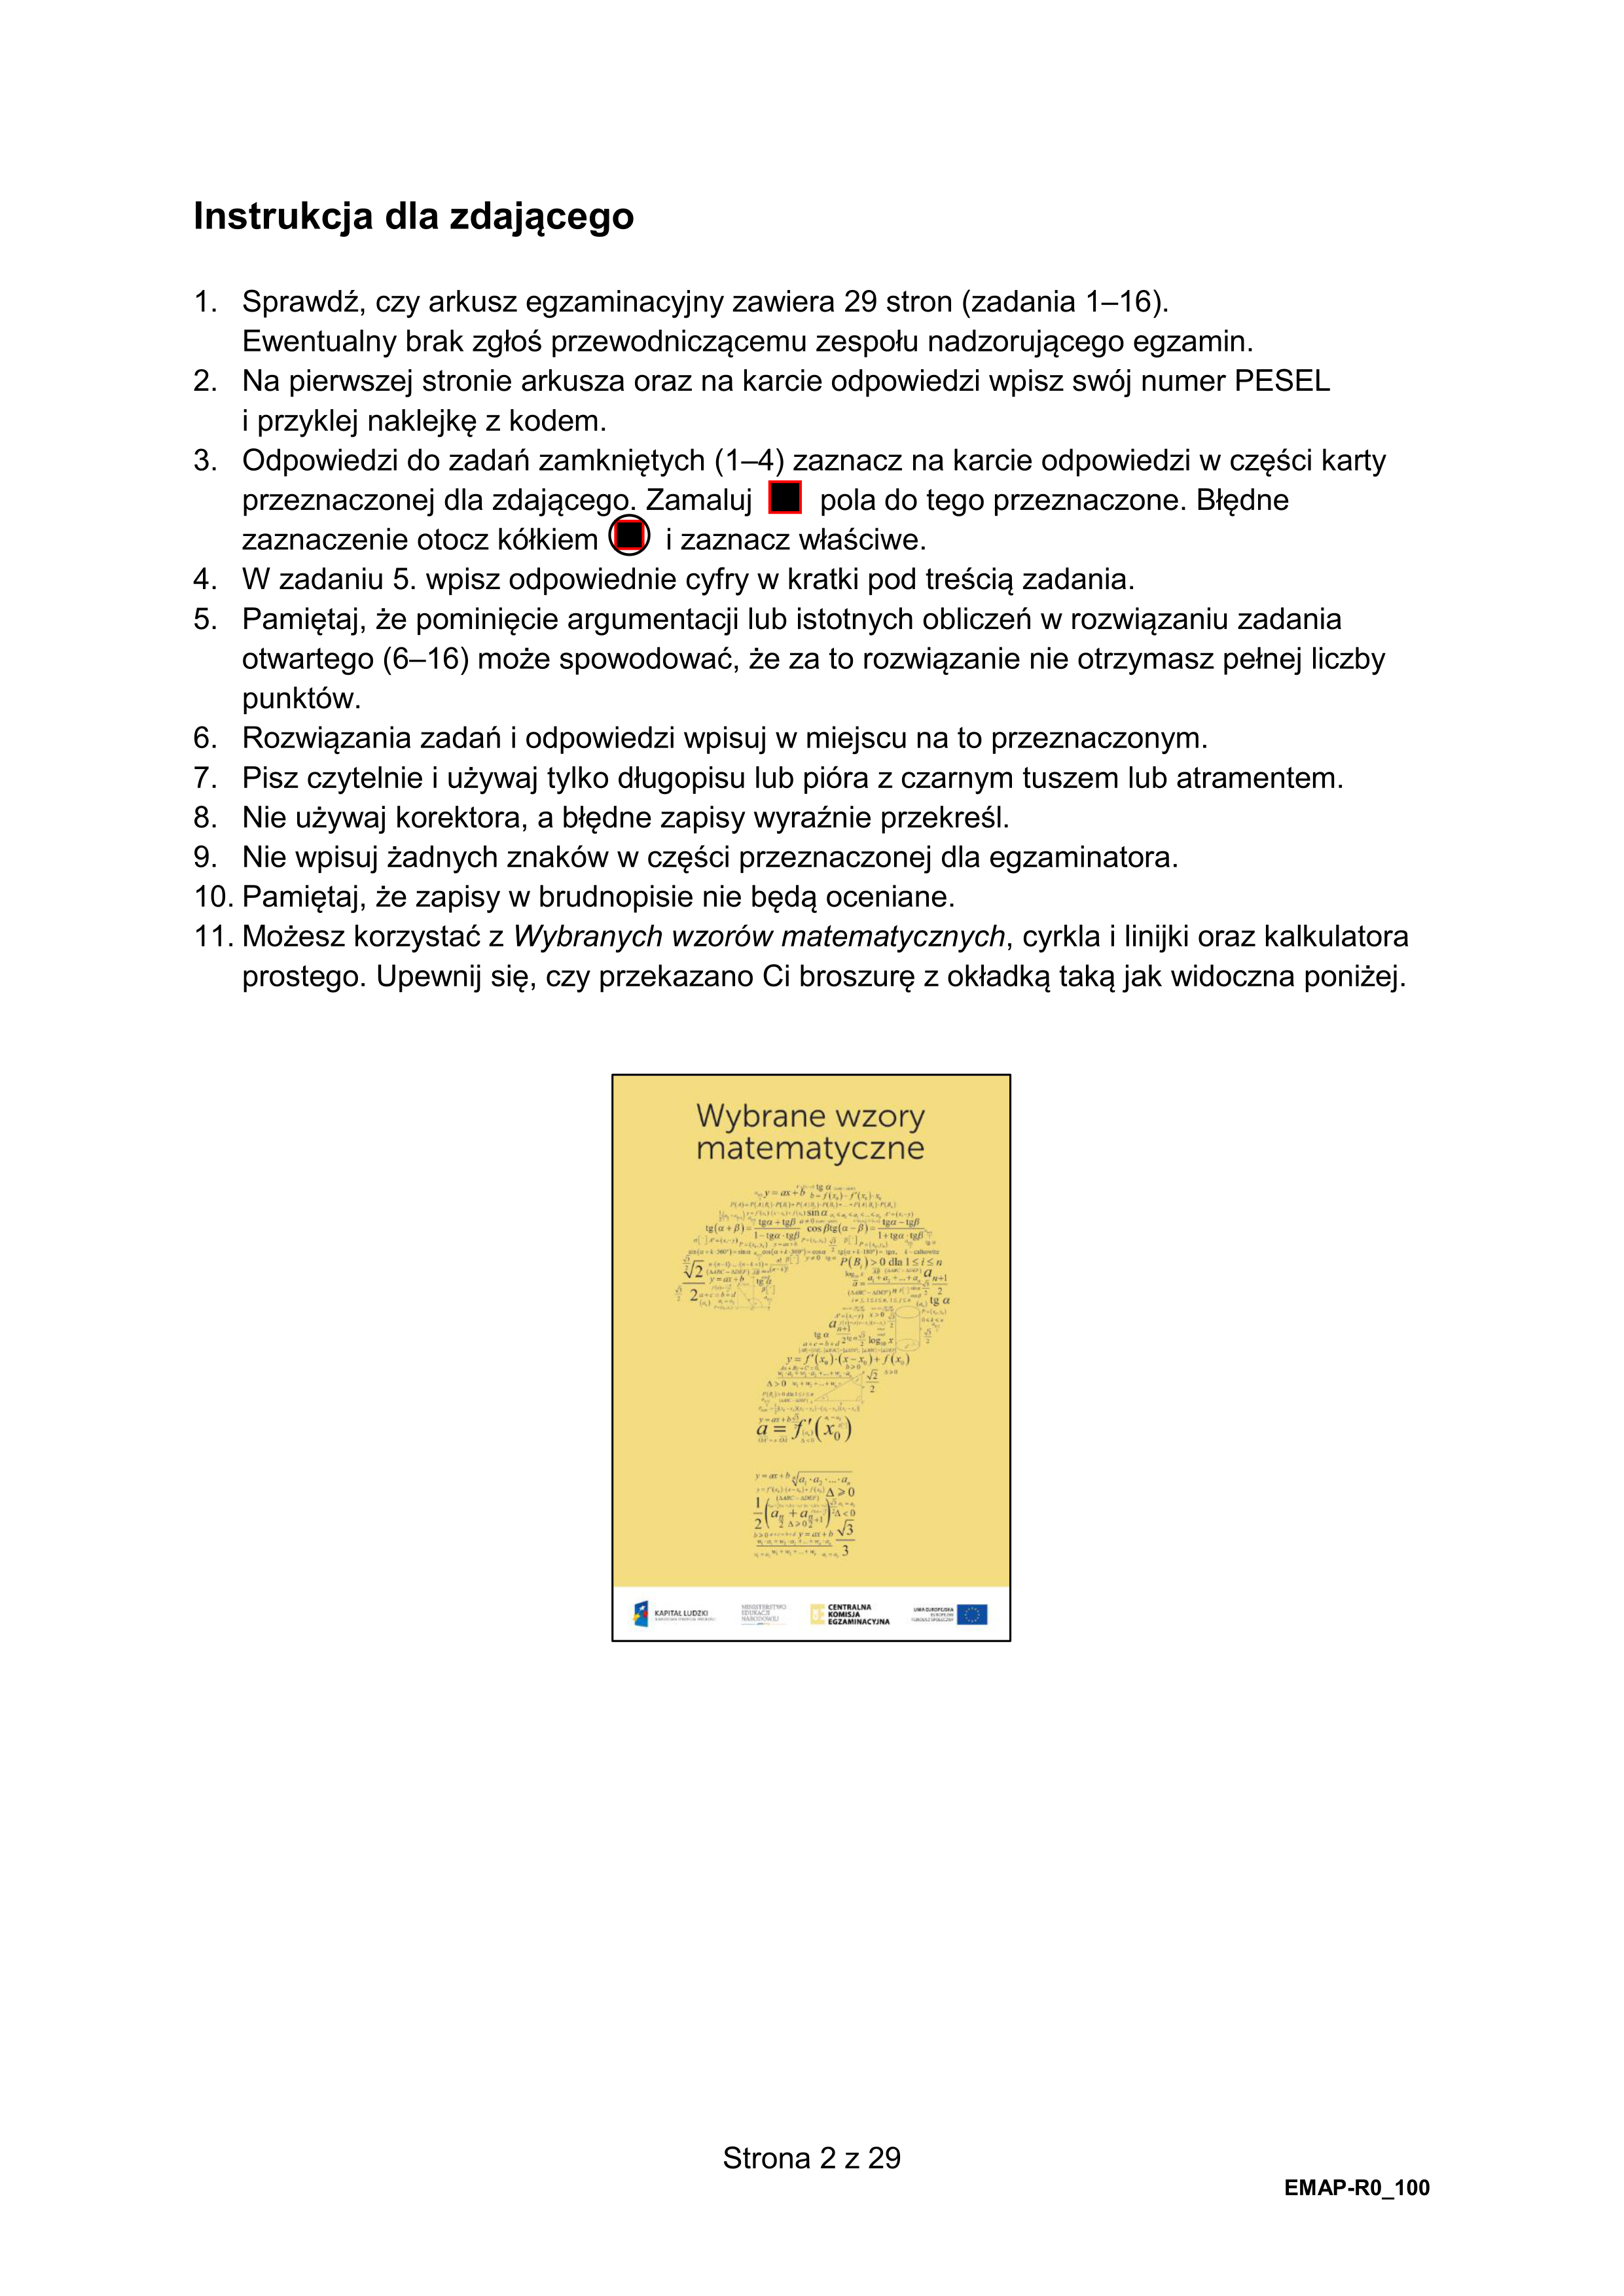 Instrukcja dla zdającego
1. Sprawdź, czy arkusz egzaminacyjny zawiera 29 stron (zadania 1–16).
Ewentualny brak zgłoś przewodniczącemu zespołu nadzorującego egzamin.
2. Na pierwszej stronie arkusza oraz na karcie odpowiedzi wpisz swój numer PESEL
i przyklej naklejkę z kodem.
3. Odpowiedzi do zadań zamkniętych (1–4) zaznacz na karcie odpowiedzi w części karty
przeznaczonej dla zdającego. Zamaluj pola do tego przeznaczone. Błędne
zaznaczenie otocz kółkiem i zaznacz właściwe.
4. W zadaniu 5. wpisz odpowiednie cyfry w kratki pod treścią zadania.
5. Pamiętaj, że pominięcie argumentacji lub istotnych obliczeń w rozwiązaniu zadania
otwartego (6–16) może spowodować, że za to rozwiązanie nie otrzymasz pełnej liczby
punktów.
6. Rozwiązania zadań i odpowiedzi wpisuj w miejscu na to przeznaczonym.
7. Pisz czytelnie i używaj tylko długopisu lub pióra z czarnym tuszem lub atramentem.
8. Nie używaj korektora, a błędne zapisy wyraźnie przekreśl.
9. Nie wpisuj żadnych znaków w części przeznaczonej dla egzaminatora.
10. Pamiętaj, że zapisy w brudnopisie nie będą oceniane.
11. Możesz korzystać z Wybranych wzorów matematycznych, cyrkla i linijki oraz kalkulatora
prostego. Upewnij się, czy przekazano Ci broszurę z okładką taką jak widoczna poniżej.
Wybrane wzory
matematyczne
P(B_i) > 0 dla 1 ≤ i ≤ n
y = f'(x_0)·(x − x_0) + f(x_0)
a = f'(x_0)
KAPITAŁ LUDZKI
MINISTERSTWO
EDUKACJI
NARODOWEJ
CENTRALNA
KOMISJA
EGZAMINACYJNA
UNIA EUROPEJSKA
Strona 2 z 29
EMAP-R0_100